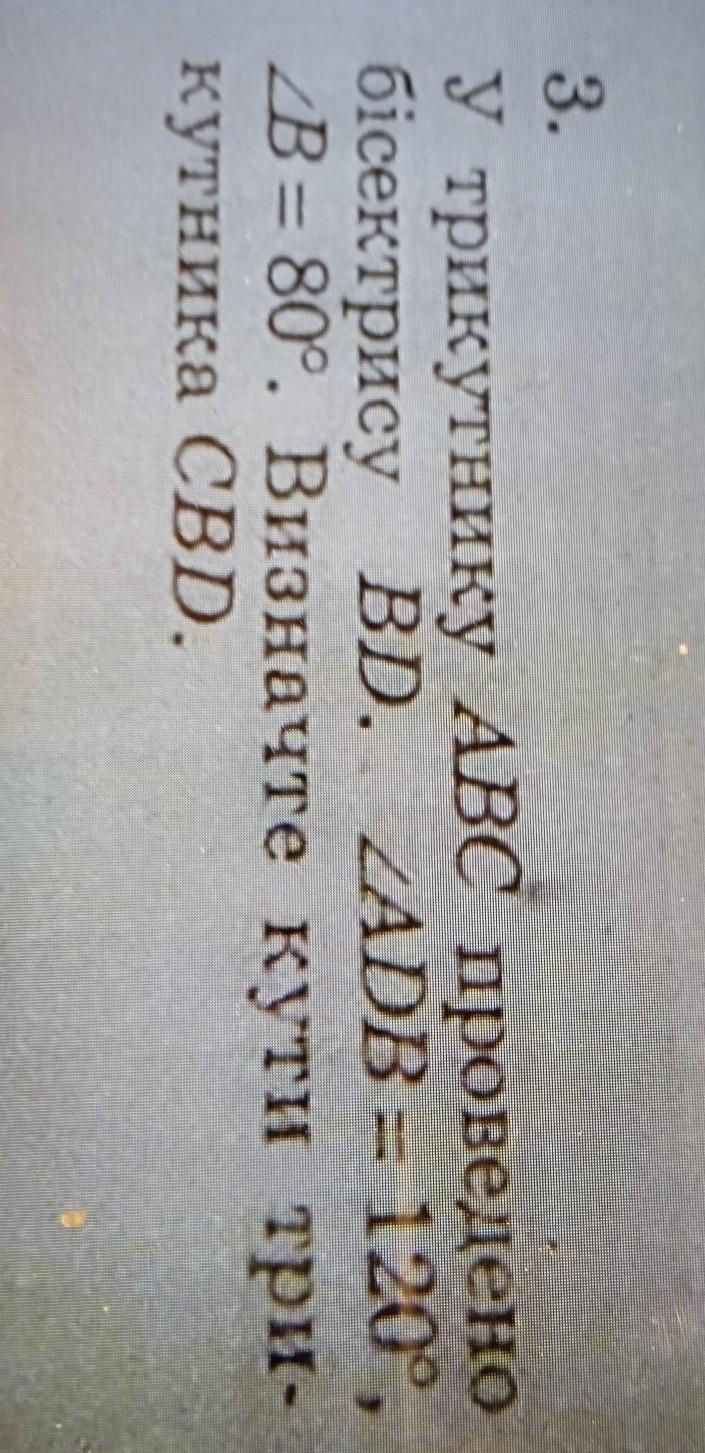 3.
У трикутнику ABC проведено
бісектрису BD. ∠ADB = 120°,
∠B = 80°. Визначте кути три-
кутника CBD.